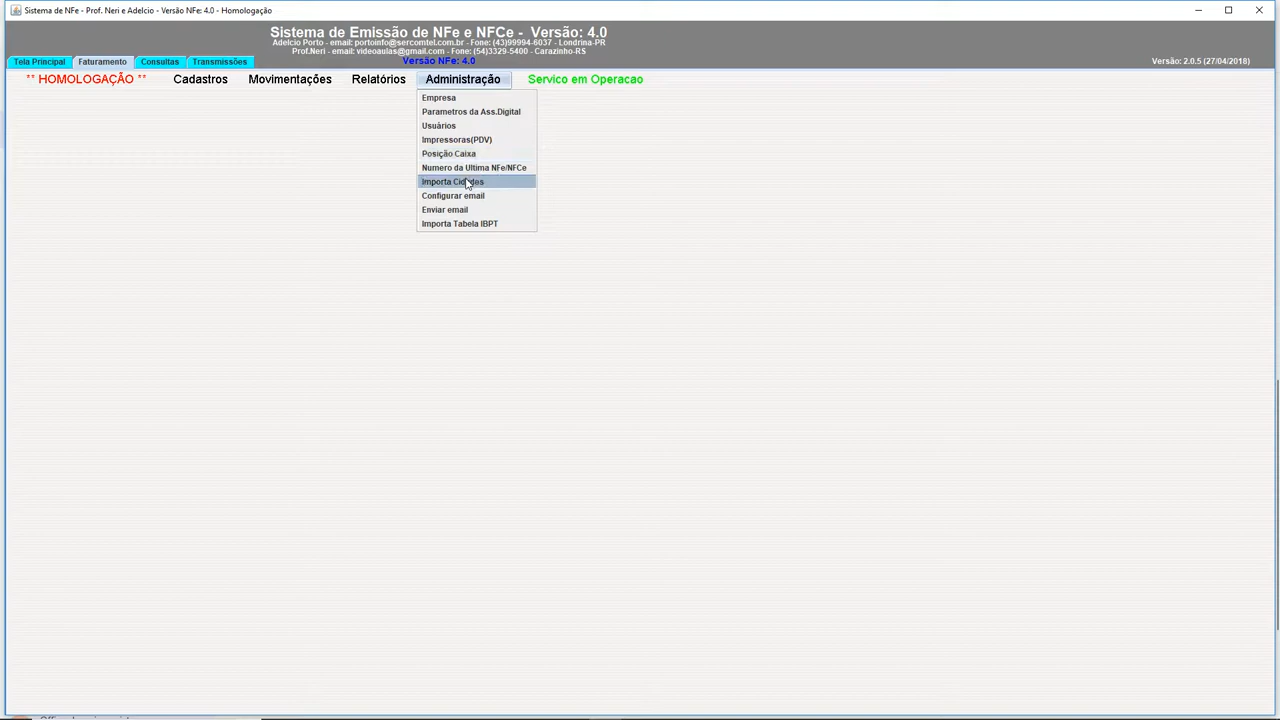 Sistema de NFe - Prof. Neri e Adelcio - Versão NFe: 4.0 - Homologação
Sistema de Emissão de NFe e NFCe - Versão: 4.0
Adelcio Porto - email: portoinfo@sercomtel.com.br - Fone: (43)99994-6037 - Londrina-PR
Prof.Neri - email: videoaulas@gmail.com - Fone: (54)3329-5400 - Carazinho-RS
Tela Principal Faturamento Consultas Transmissões Versão NFe: 4.0 Versão: 2.0.5 (27/04/2018)
** HOMOLOGAÇÃO ** Cadastros Movimentações Relatórios Administração Servico em Operacao
Empresa
Parametros da Ass.Digital
Usuários
Impressoras(PDV)
Posição Caixa
Numero da Ultima NFe/NFCe
Importa Cidades
Configurar email
Enviar email
Importa Tabela IBPT